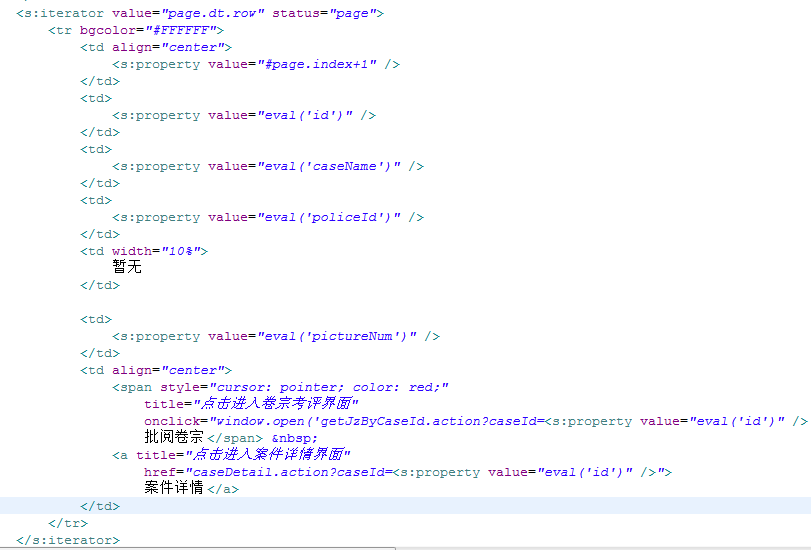 <s:iterator value="page.dt.row" status="page">
<tr bgcolor="#FFFFFF">
<td align="center">
<s:property value="#page.index+1" />
</td>
<td>
<s:property value="eval('id')" />
</td>
<td>
<s:property value="eval('caseName')" />
</td>
<td>
<s:property value="eval('policeId')" />
</td>
<td width="10%">
暂无
</td>
<td>
<s:property value="eval('pictureNum')" />
</td>
<td align="center">
<span style="cursor: pointer; color: red;"
title="点击进入卷宗考评界面"
onclick="window.open('getJzByCaseId.action?caseId=<s:property value="eval('id')" />
批阅卷宗</span> &nbsp;
<a title="点击进入案件详情界面"
href="caseDetail.action?caseId=<s:property value="eval('id')" />">
案件详情</a>
</td>
</tr>
</s:iterator>